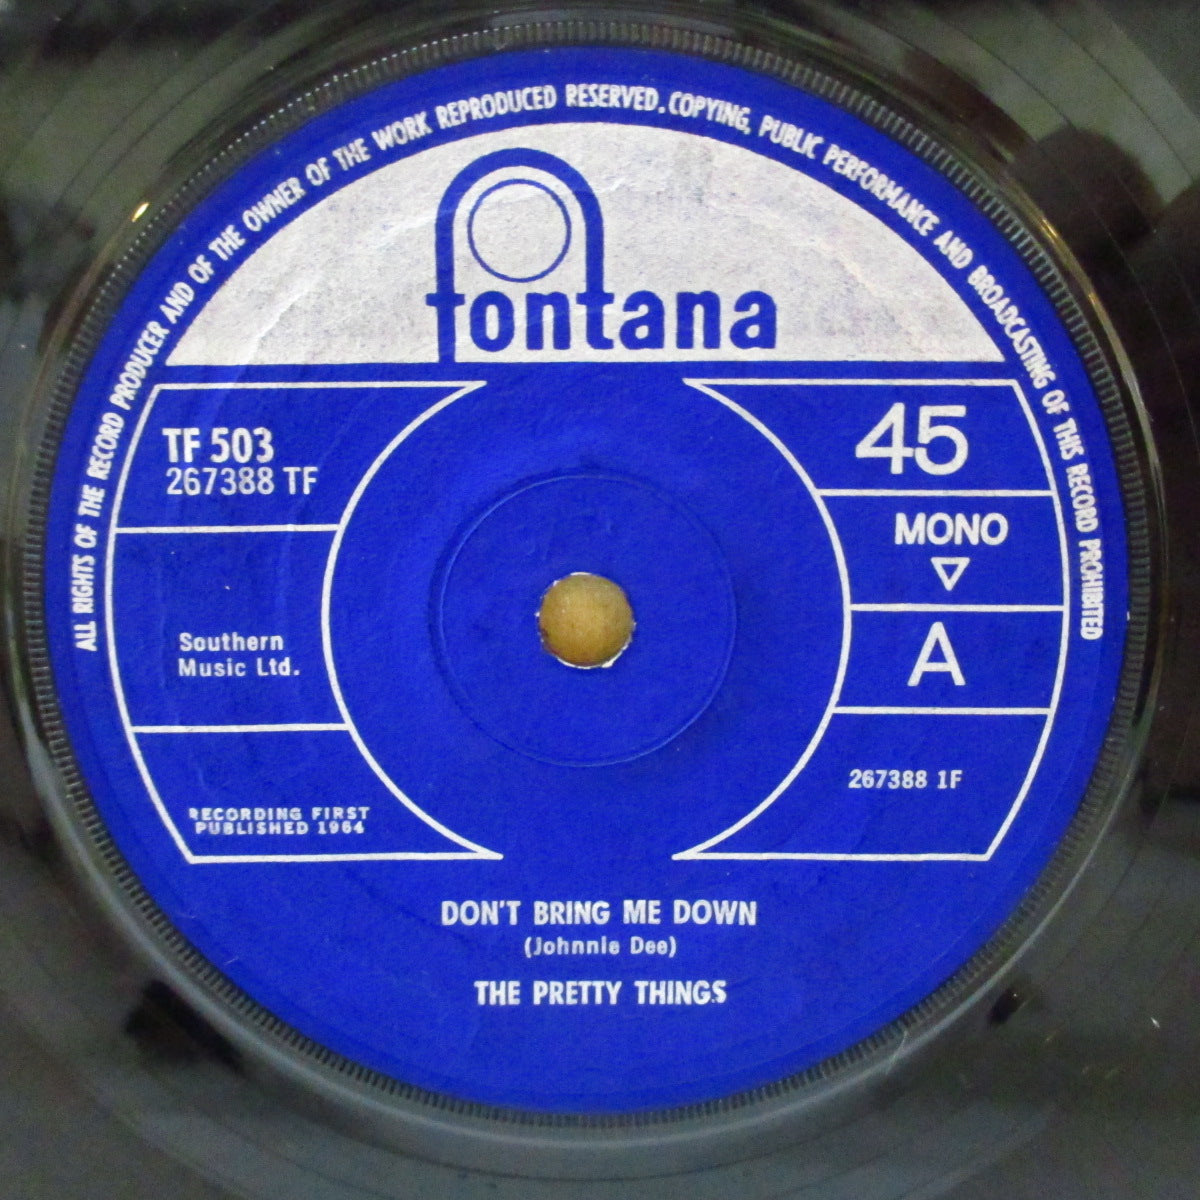 ALL RIGHTS OF THE RECORD PRODUCER AND OF THE OWNER OF THE WORK REPRODUCED RESERVED. COPYING, PUBLIC PERFORMANCE AND BROADCASTING OF THIS RECORD PROHIBITED
fontana
TF 503
267388 TF
45
MONO
A
Southern
Music Ltd.
267388 1F
RECORDING FIRST
PUBLISHED 1964
DON'T BRING ME DOWN
(Johnnie Dee)
THE PRETTY THINGS